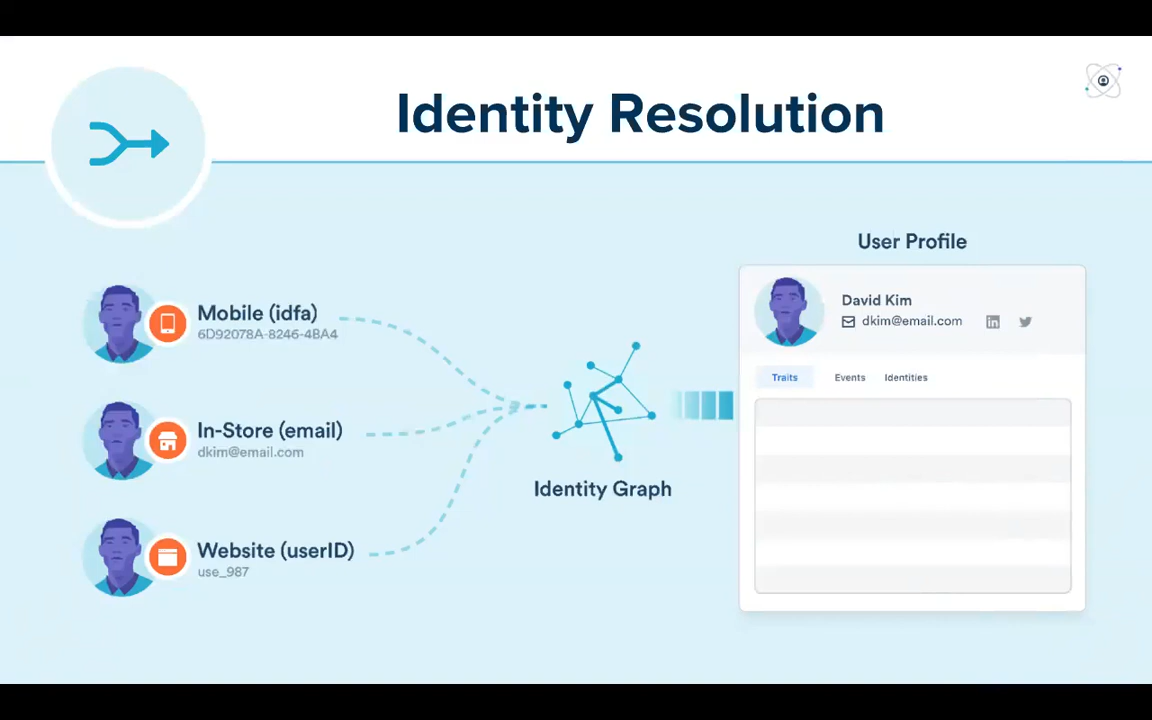 Identity Resolution
Mobile (idfa)
6D92078A-8246-4BA4
In-Store (email)
dkim@email.com
Website (userID)
use_987
Identity Graph
User Profile
David Kim
dkim@email.com
Traits Events Identities